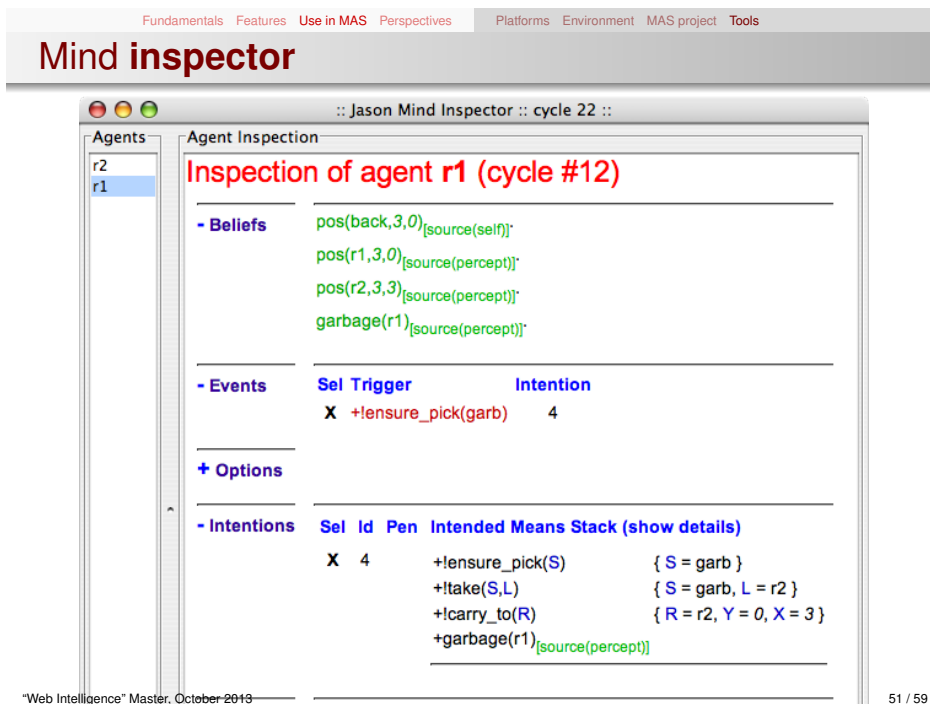 Fundamentals Features Use in MAS Perspectives Platforms Environment MAS project Tools
Mind inspector
:: Jason Mind Inspector :: cycle 22 ::
Agents
r2
r1
Agent Inspection
Inspection of agent r1 (cycle #12)
- Beliefs
pos(back,3,0)[source(self)].
pos(r1,3,0)[source(percept)].
pos(r2,3,3)[source(percept)].
garbage(r1)[source(percept)].
- Events Sel Trigger Intention
X +!ensure_pick(garb) 4
+ Options
- Intentions Sel Id Pen Intended Means Stack (show details)
X 4 +!ensure_pick(S) { S = garb }
+!take(S,L) { S = garb, L = r2 }
+!carry_to(R) { R = r2, Y = 0, X = 3 }
+garbage(r1)[source(percept)]
“Web Intelligence” Master, October 2013 51 / 59